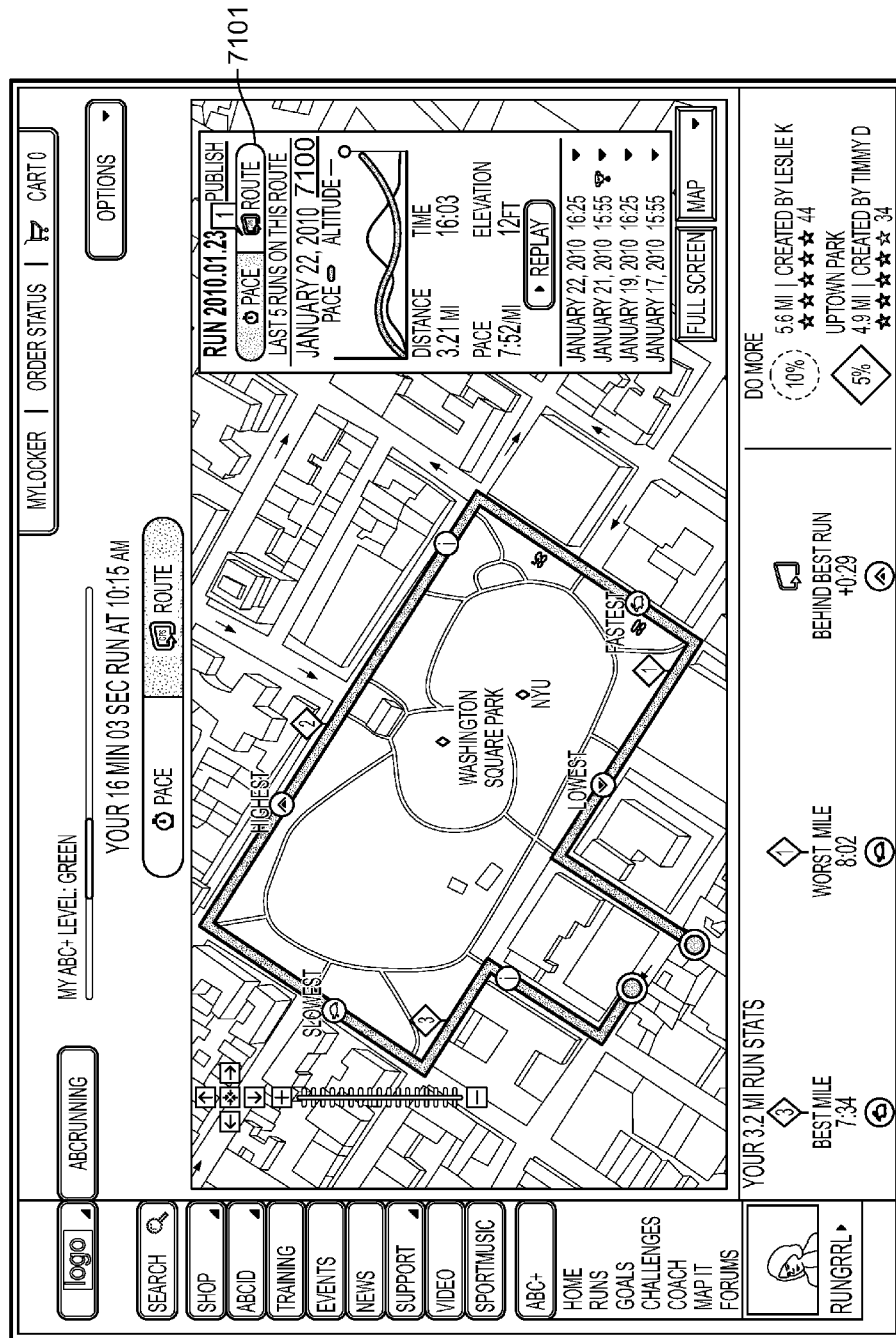 MYLOCKER | ORDER STATUS | CART 0
logo
ABCRUNNING
MY ABC+ LEVEL: GREEN
OPTIONS
SEARCH
SHOP
ABCID
TRAINING
EVENTS
NEWS
SUPPORT
VIDEO
SPORTMUSIC
ABC+
HOME
RUNS
GOALS
CHALLENGES
COACH
MAP IT
FORUMS
RUNGRRL
YOUR 16 MIN 03 SEC RUN AT 10:15 AM
PACE
ROUTE
SLOWEST
HIGHEST
2
3
WASHINGTON
SQUARE PARK
NYU
LOWEST
1
FASTEST
RUN 2010.01.23
1
PUBLISH
PACE
ROUTE
7101
LAST 5 RUNS ON THIS ROUTE
JANUARY 22, 2010 7100
PACE ALTITUDE
DISTANCE TIME
3.21 MI 16:03
PACE ELEVATION
7:52/MI 12FT
REPLAY
JANUARY 22, 2010 16:25
JANUARY 21, 2010 15:55
JANUARY 19, 2010 16:25
JANUARY 17, 2010 15:55
FULL SCREEN
MAP
YOUR 3.2 MI RUN STATS
3
BEST MILE
7:34
1
WORST MILE
8:02
BEHIND BEST RUN
+0:29
DO MORE
10%
5.6 MI | CREATED BY LESLIE K
44
5%
UPTOWN PARK
4.9 MI | CREATED BY TIMMY D
34